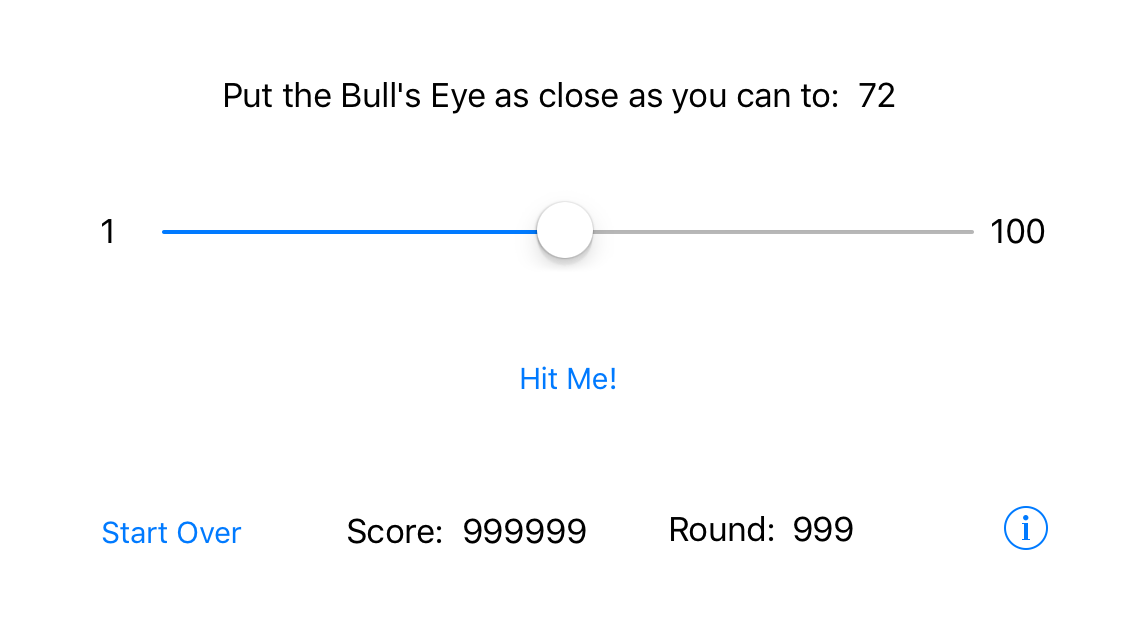 Put the Bull's Eye as close as you can to: 72
1 100
Hit Me!
Start Over Score: 999999 Round: 999 i